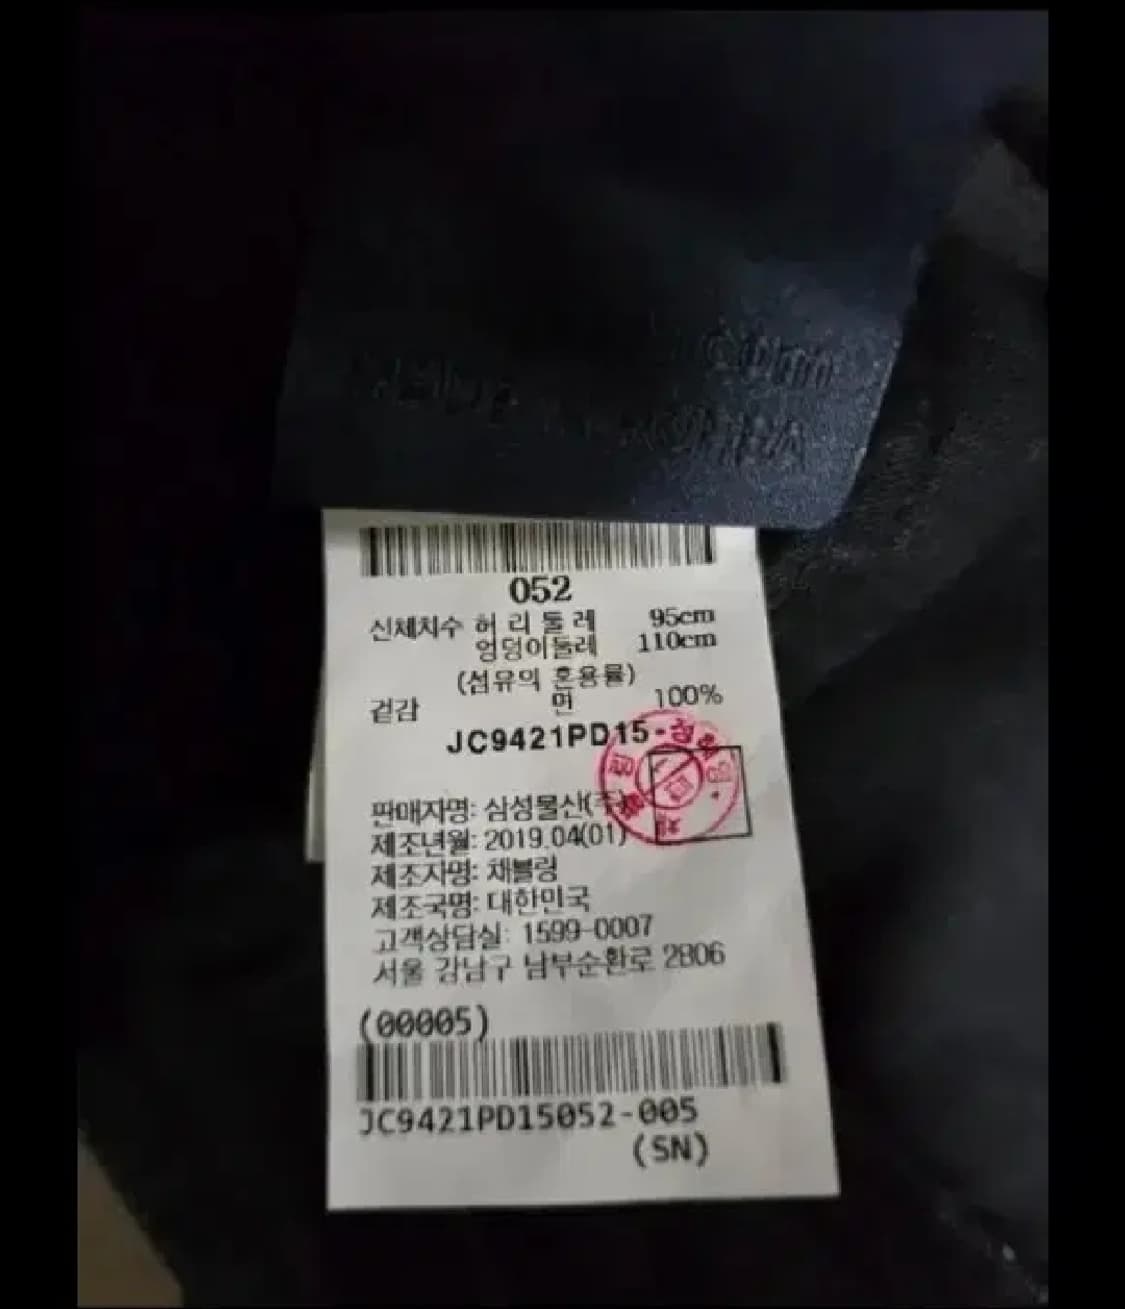 052
신체치수 허 리 둘 레 95cm
엉덩이둘레 110cm
(섬유의 혼용률)
겉감 면 100%
JC9421PD15-
판매자명: 삼성물산(주)
제조년월: 2019.04(01)
제조자명: 채블링
제조국명: 대한민국
고객상담실: 1599-0007
서울 강남구 남부순환로 2806
(00005)
JC9421PD15052-005
(SN)